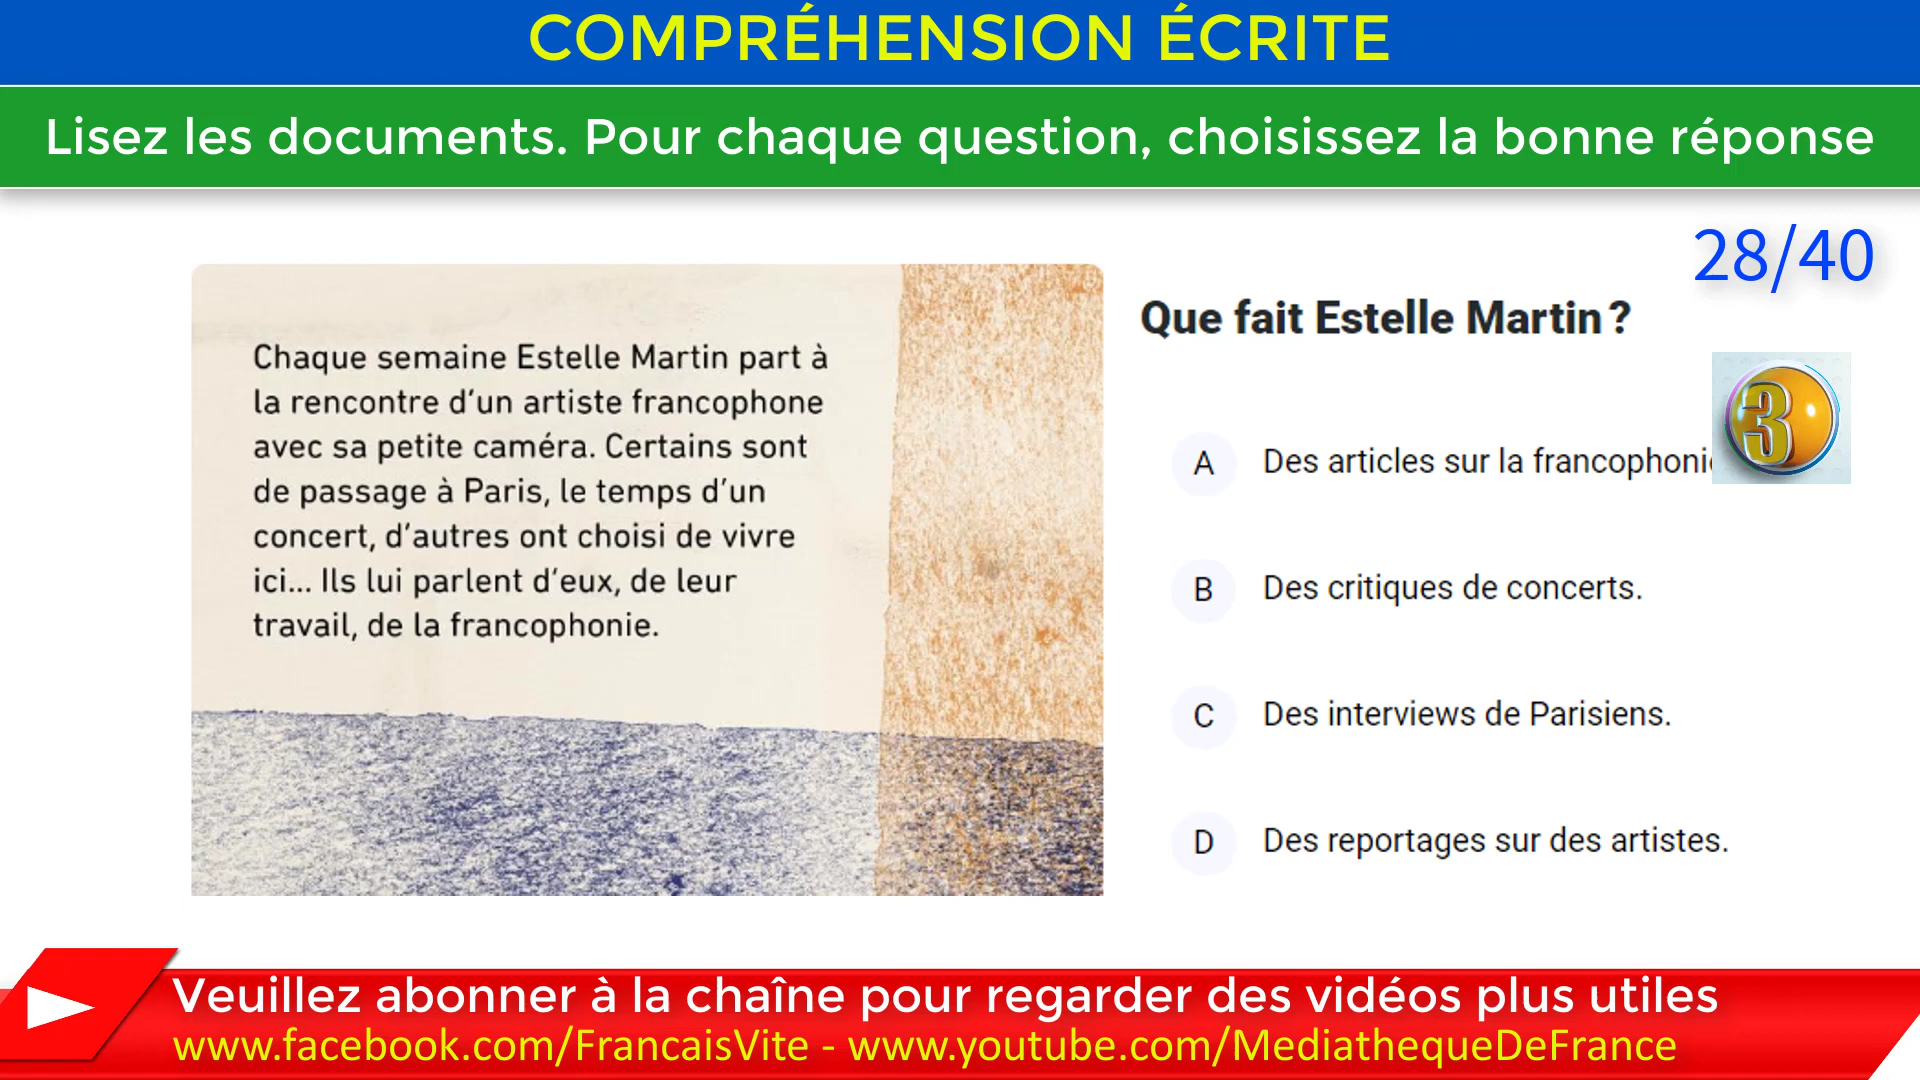 COMPRÉHENSION ÉCRITE
Lisez les documents. Pour chaque question, choisissez la bonne réponse
28/40
Chaque semaine Estelle Martin part à
la rencontre d'un artiste francophone
avec sa petite caméra. Certains sont
de passage à Paris, le temps d'un
concert, d'autres ont choisi de vivre
ici... Ils lui parlent d'eux, de leur
travail, de la francophonie.
Que fait Estelle Martin ?
3
A Des articles sur la francophoni
B Des critiques de concerts.
C Des interviews de Parisiens.
D Des reportages sur des artistes.
Veuillez abonner à la chaîne pour regarder des vidéos plus utiles
www.facebook.com/FrancaisVite - www.youtube.com/MediathequeDeFrance